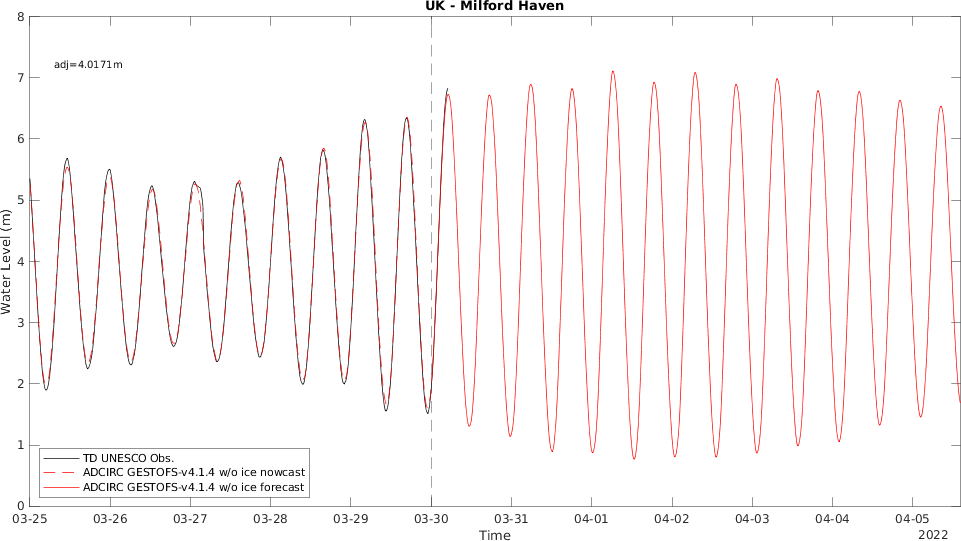 UK - Milford Haven
adj=4.0171m
8
7
6
5
4
3
2
1
0
Water Level (m)
TD UNESCO Obs.
ADCIRC GESTOFS-v4.1.4 w/o ice nowcast
ADCIRC GESTOFS-v4.1.4 w/o ice forecast
03-25 03-26 03-27 03-28 03-29 03-30 03-31 04-01 04-02 04-03 04-04 04-05
Time
2022